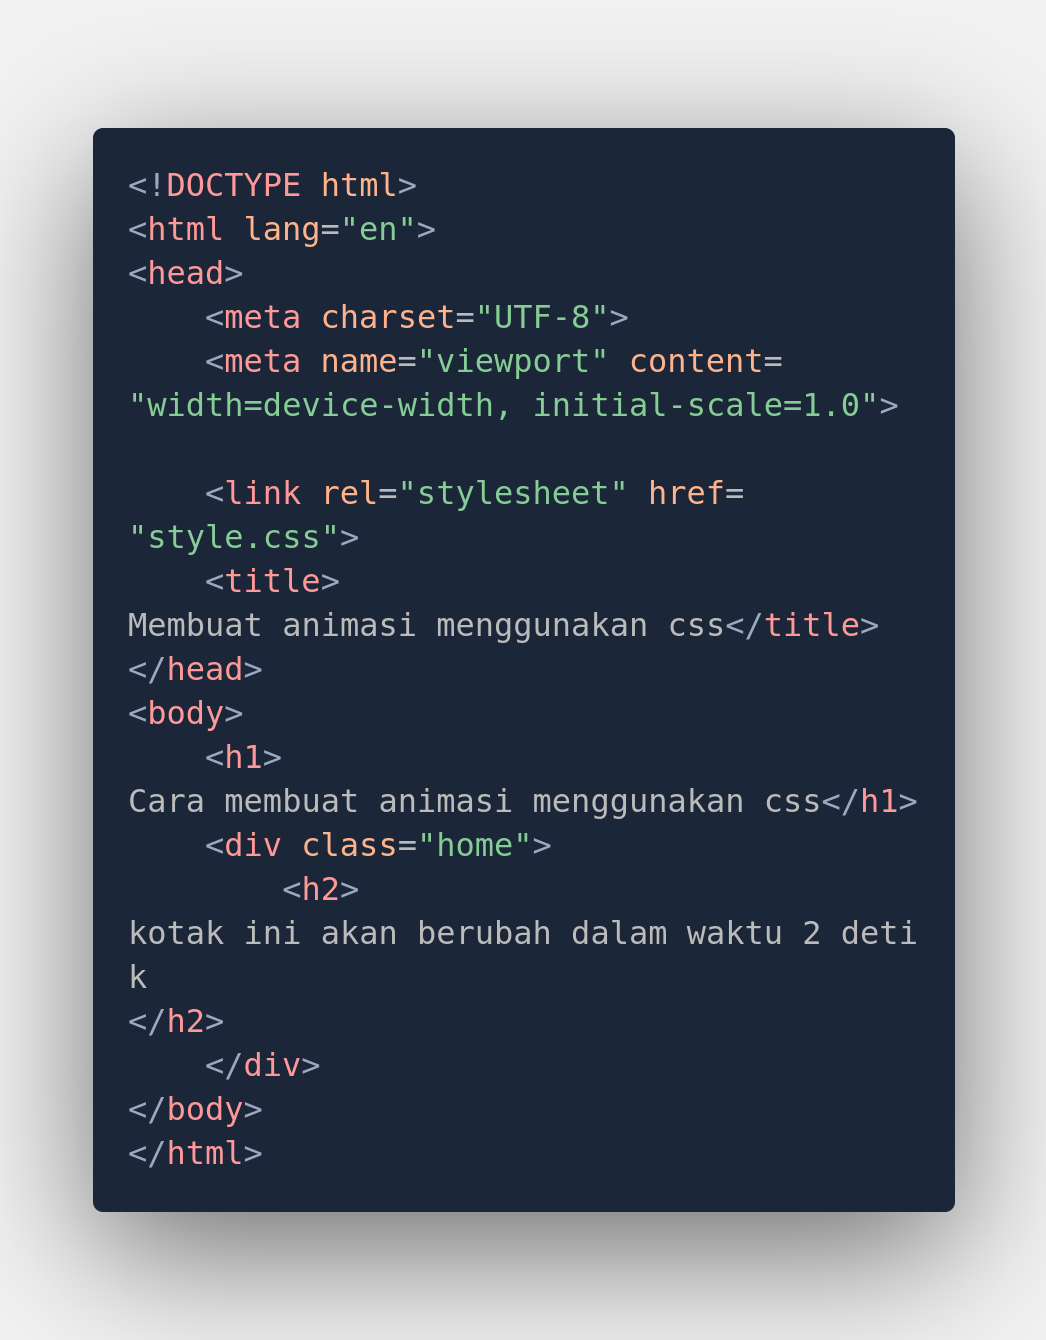 <!DOCTYPE html>
<html lang="en">
<head>
    <meta charset="UTF-8">
    <meta name="viewport" content=
"width=device-width, initial-scale=1.0">

    <link rel="stylesheet" href=
"style.css">
    <title>
Membuat animasi menggunakan css</title>
</head>
<body>
    <h1>
Cara membuat animasi menggunakan css</h1>
    <div class="home">
        <h2>
kotak ini akan berubah dalam waktu 2 deti
k
</h2>
    </div>
</body>
</html>